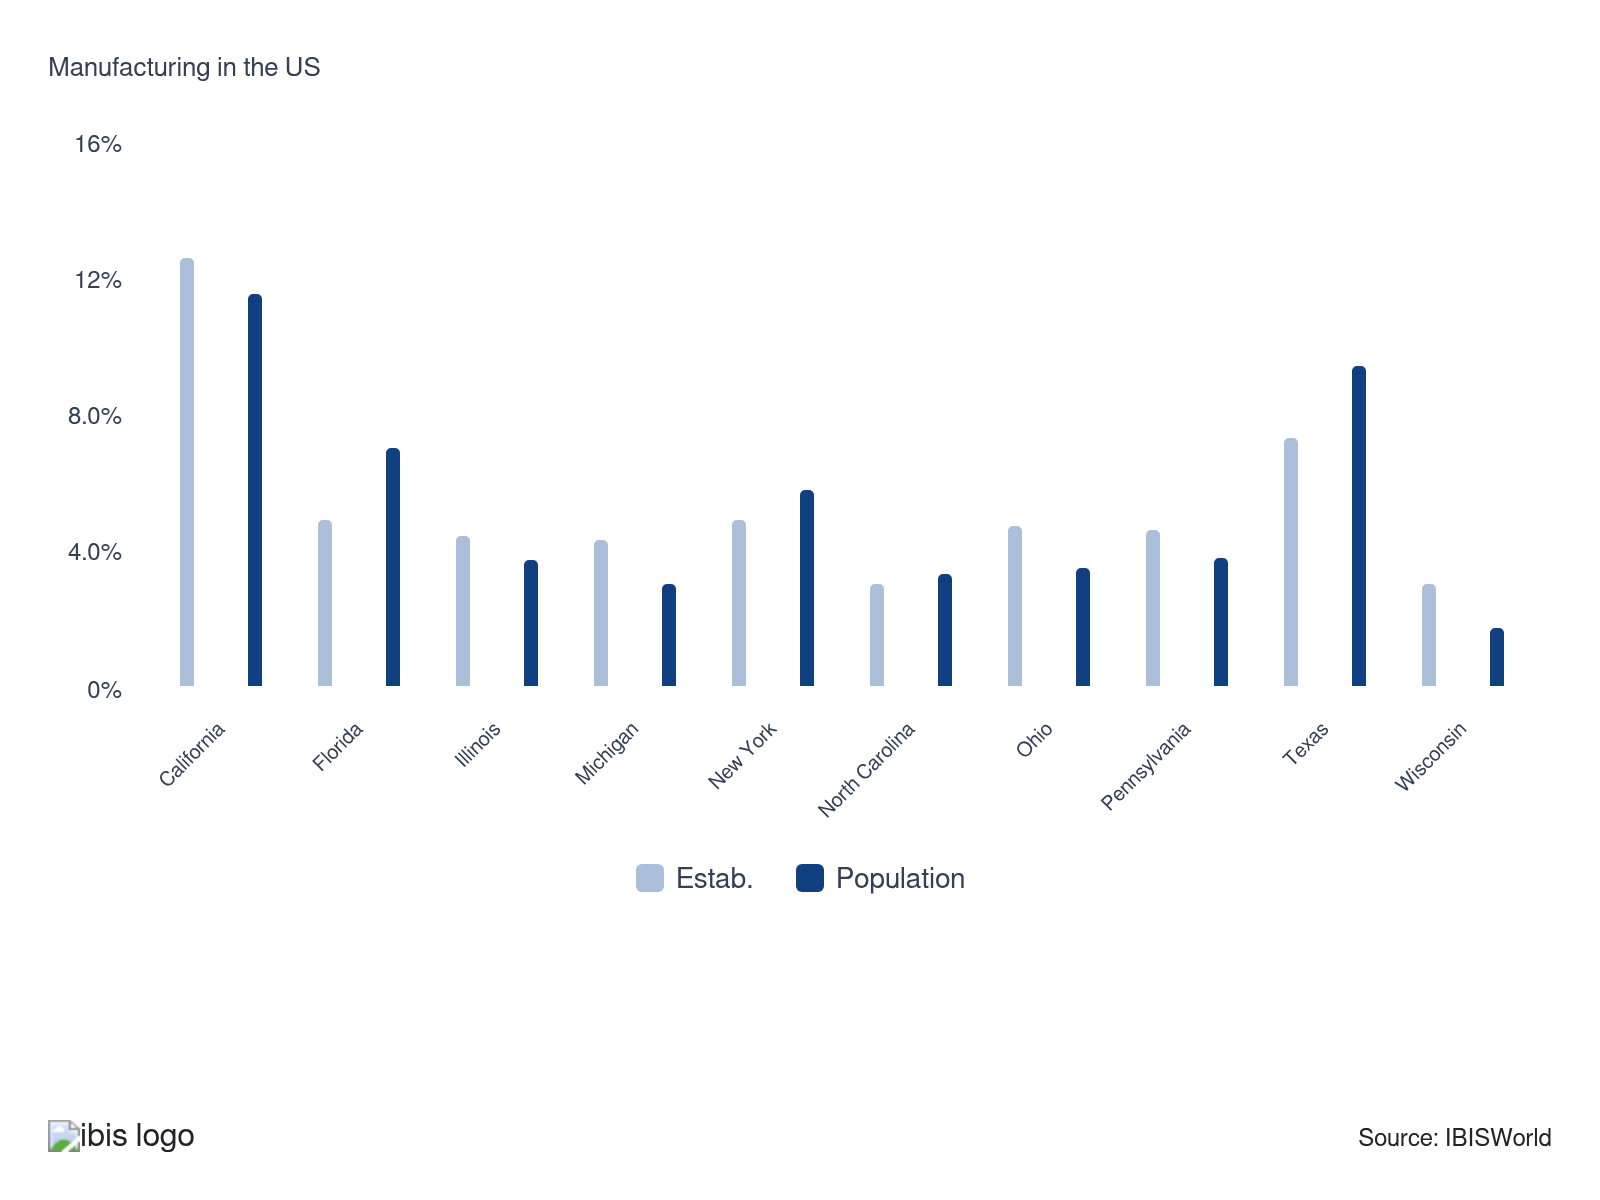 Manufacturing in the US
16%
12%
8.0%
4.0%
0%
California
Florida
Illinois
Michigan
New York
North Carolina
Ohio
Pennsylvania
Texas
Wisconsin
Estab.
Population
ibis logo
Source: IBISWorld